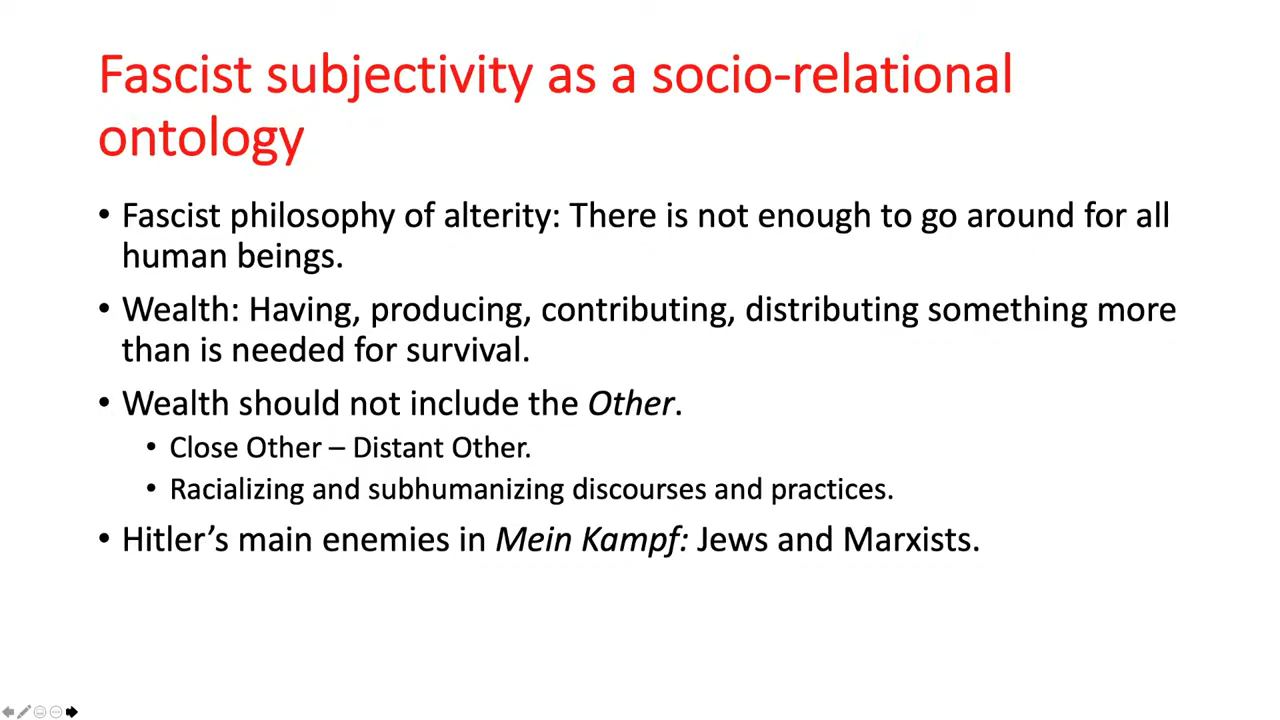 Fascist subjectivity as a socio-relational
ontology
• Fascist philosophy of alterity: There is not enough to go around for all
human beings.
• Wealth: Having, producing, contributing, distributing something more
than is needed for survival.
• Wealth should not include the Other.
• Close Other – Distant Other.
• Racializing and subhumanizing discourses and practices.
• Hitler’s main enemies in Mein Kampf: Jews and Marxists.